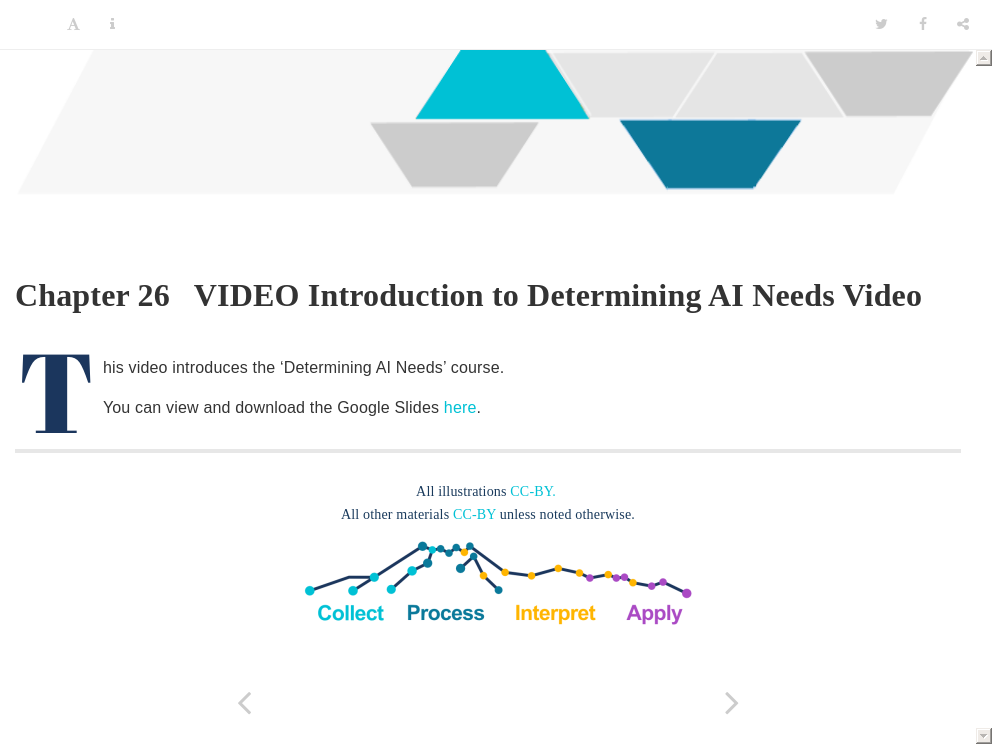 Chapter 26 VIDEO Introduction to Determining AI Needs Video
This video introduces the ‘Determining AI Needs’ course.
You can view and download the Google Slides here.
All illustrations CC-BY.
All other materials CC-BY unless noted otherwise.
Collect Process Interpret Apply